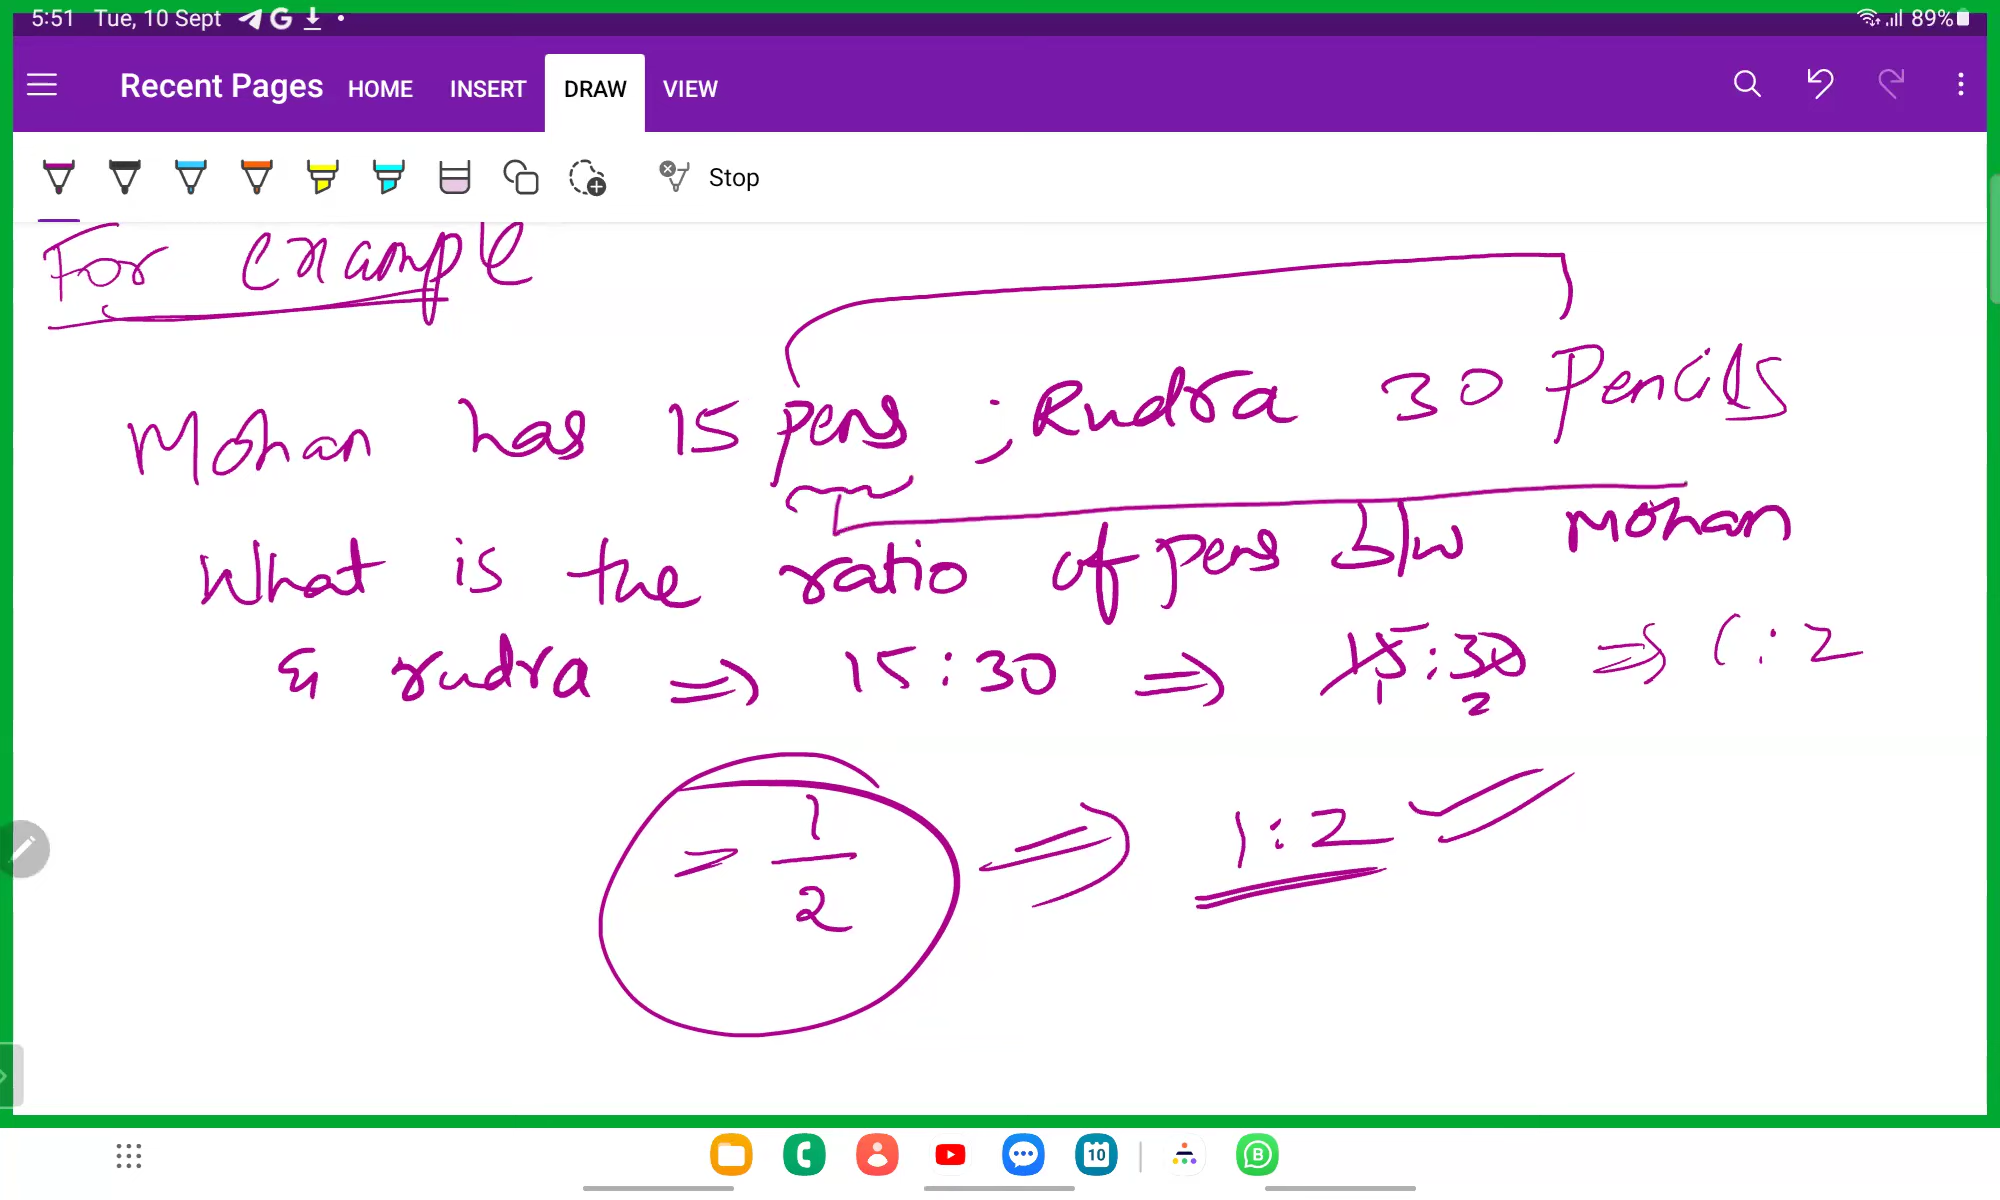 5:51 Tue, 10 Sept 89%
Recent Pages HOME INSERT DRAW VIEW
Stop
For example
Mohan has 15 pens ; Rudra 30 Pencils
What is the ratio of pens b/w Mohan
& rudra ⇒ 15:30 ⇒ 15:30 ⇒ 1:2
1 2
= 1/2 ⇒ 1:2 ✓
10
B